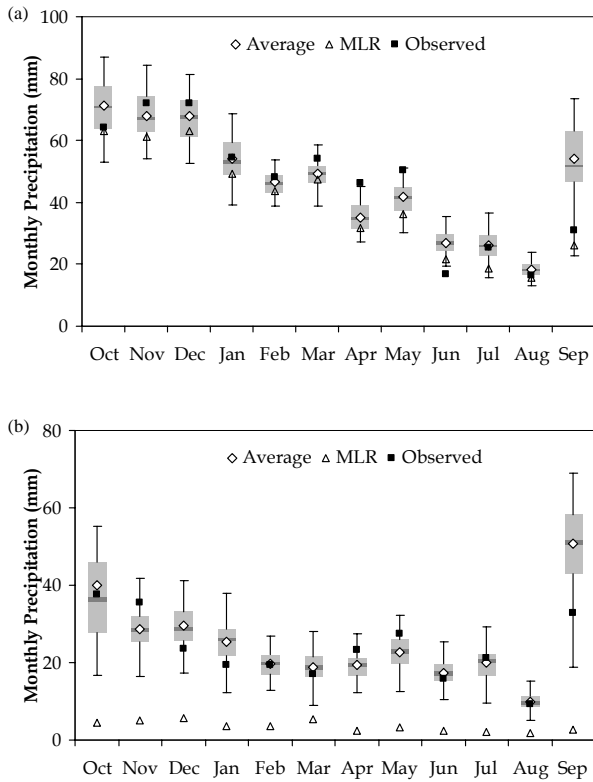 (a)
100
80
60
40
20
0
Monthly Precipitation (mm)
Average MLR Observed
Oct Nov Dec Jan Feb Mar Apr May Jun Jul Aug Sep
(b)
80
60
40
20
0
Monthly Precipitation (mm)
Average MLR Observed
Oct Nov Dec Jan Feb Mar Apr May Jun Jul Aug Sep